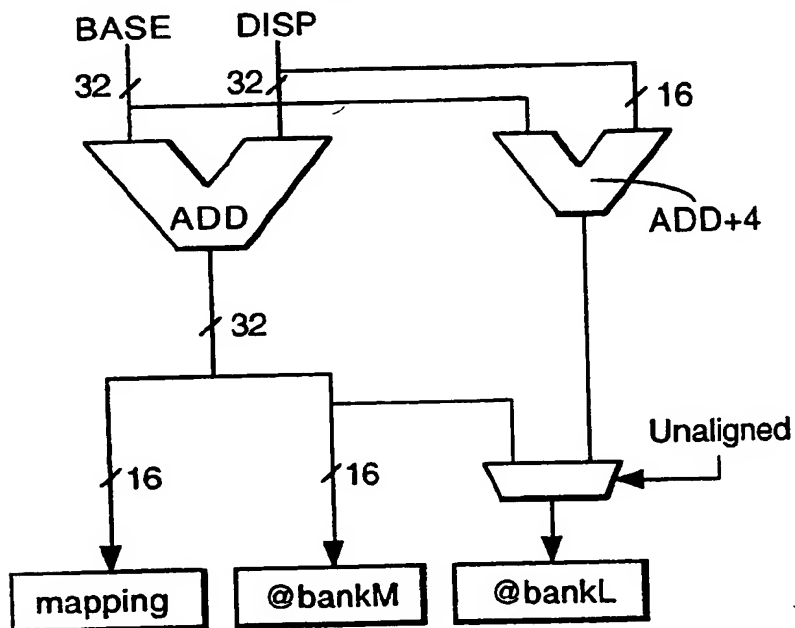 BASE DISP
32 32 16
ADD
ADD+4
32
Unaligned
16 16
mapping @bankM @bankL